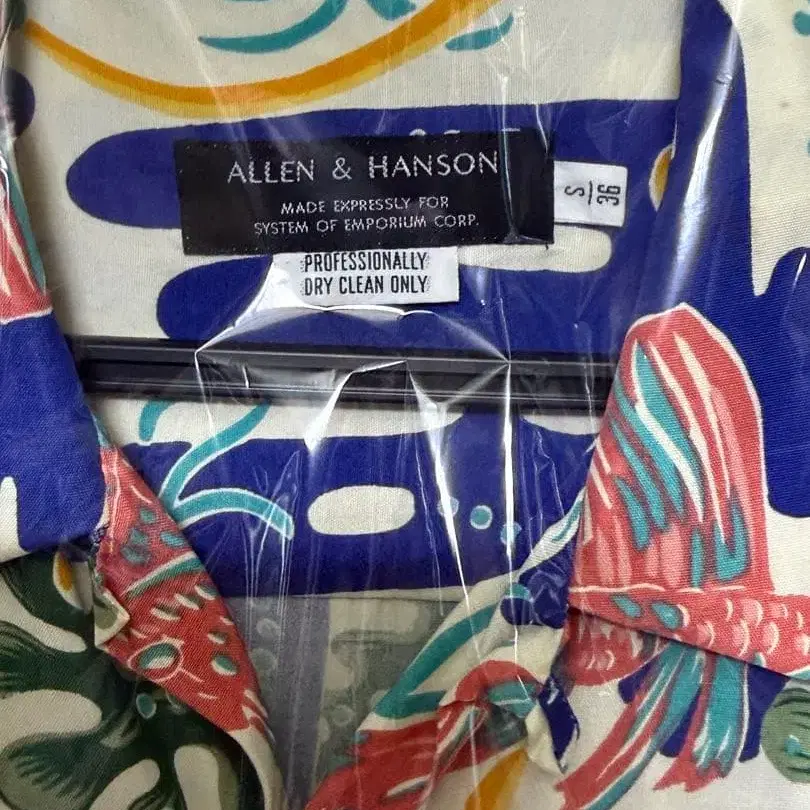 ALLEN & HANSON
MADE EXPRESSLY FOR
SYSTEM OF EMPORIUM CORP.
S
36
PROFESSIONALLY
DRY CLEAN ONLY